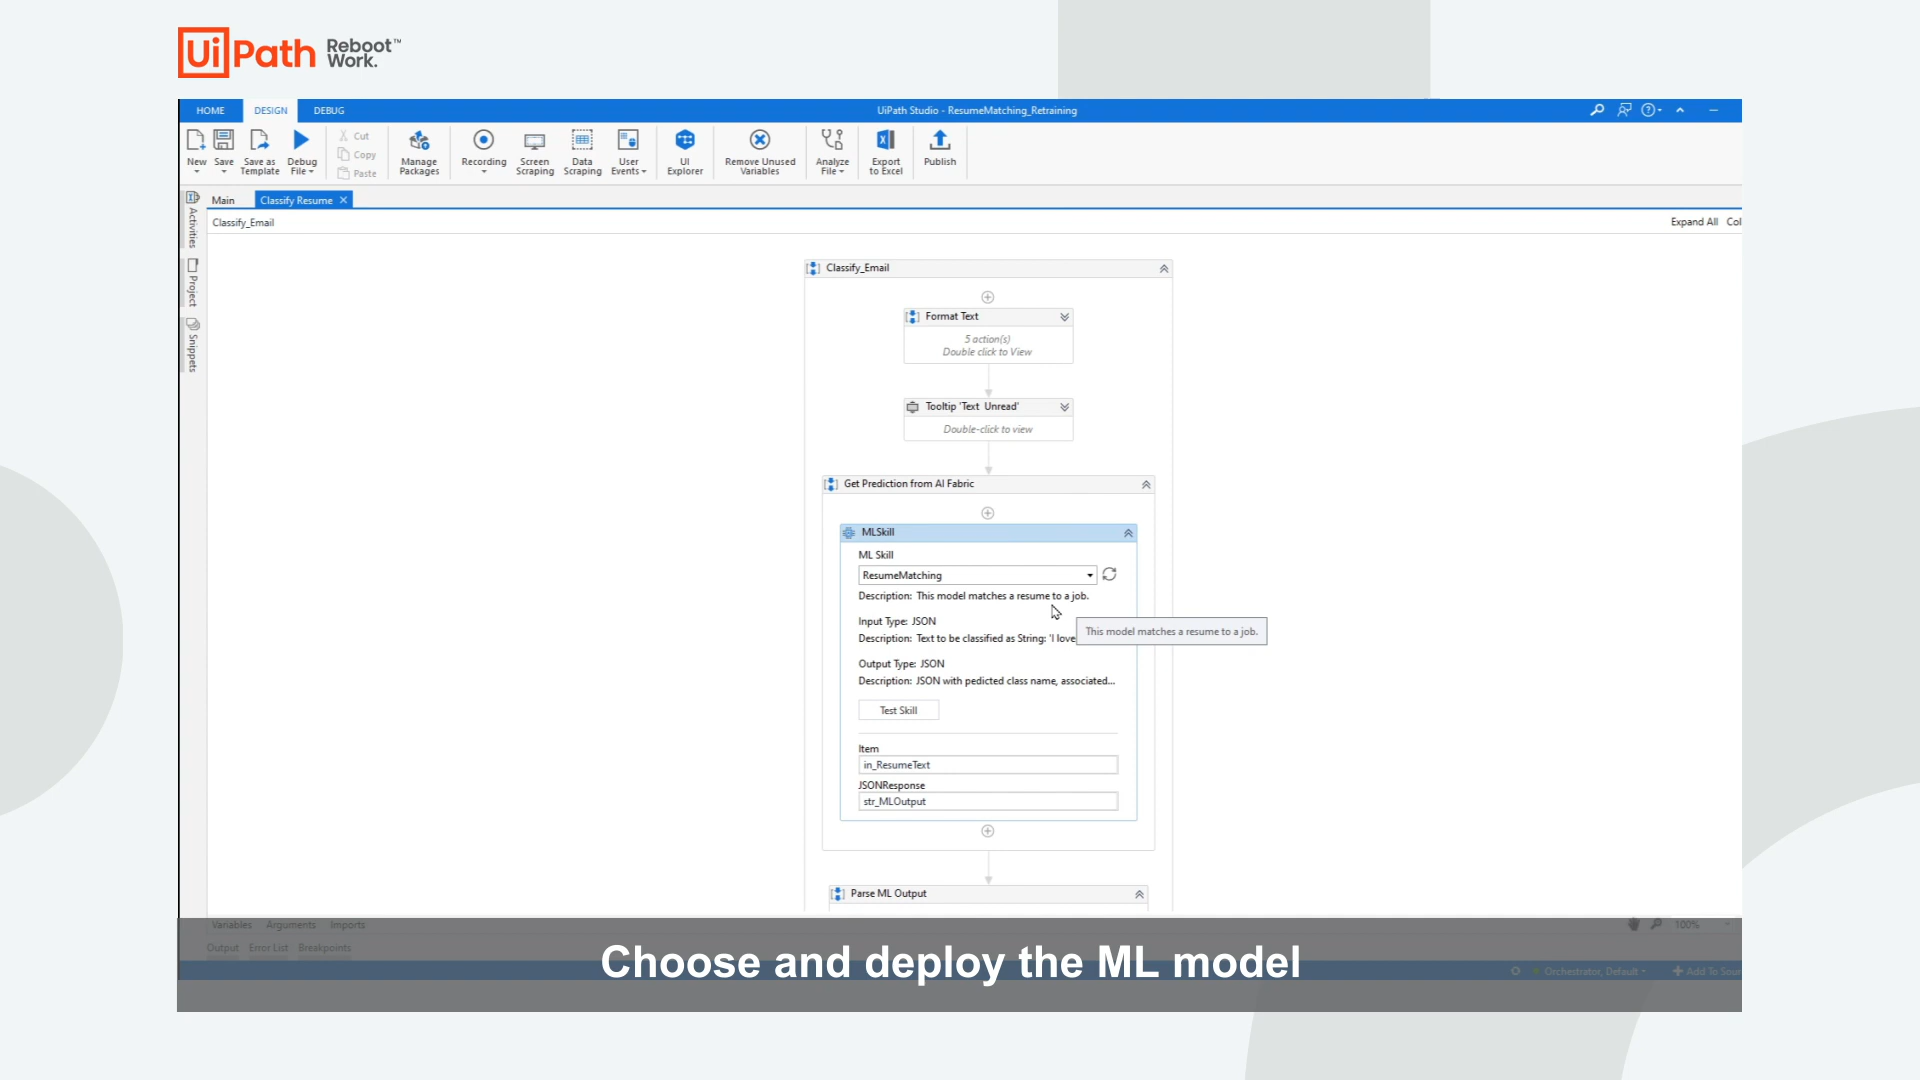 UiPath Reboot Work.™
HOME DESIGN DEBUG UiPath Studio - ResumeMatching_Retraining
New Save Save as Template Debug File Cut Copy Paste Manage Packages Recording Screen Scraping Data Scraping User Events UI Explorer Remove Unused Variables Analyze File Export to Excel Publish
Activities
Project
Snippets
Main Classify Resume
Classify_Email Expand All Col
Classify_Email
Format Text
5 action(s)
Double click to View
Tooltip 'Text Unread'
Double-click to view
Get Prediction from AI Fabric
MLSkill
ML Skill
ResumeMatching
Description: This model matches a resume to a job.
Input Type: JSON
This model matches a resume to a job.
Description: Text to be classified as String: 'I love
Output Type: JSON
Description: JSON with pedicted class name, associated...
Test Skill
Item
in_ResumeText
JSONResponse
str_MLOutput
Parse ML Output
Variables Arguments Imports 100%
Output Error List Breakpoints
Choose and deploy the ML model
Orchestrator, Default Add To Sour